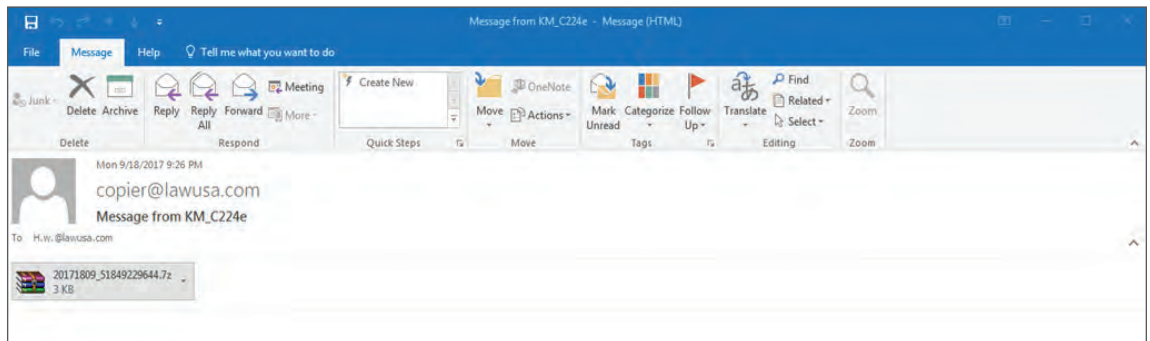 Message from KM_C224e - Message (HTML)
File Message Help Tell me what you want to do
Junk Delete Archive Reply Reply All Forward Meeting More Create New Move OneNote Actions Mark Unread Categorize Follow Up Translate Find Related Select Zoom
Delete Respond Quick Steps Move Tags Editing Zoom
Mon 9/18/2017 9:26 PM
copier@lawusa.com
Message from KM_C224e
To H.w.@lawusa.com
20171809_51849229644.7z
3 KB